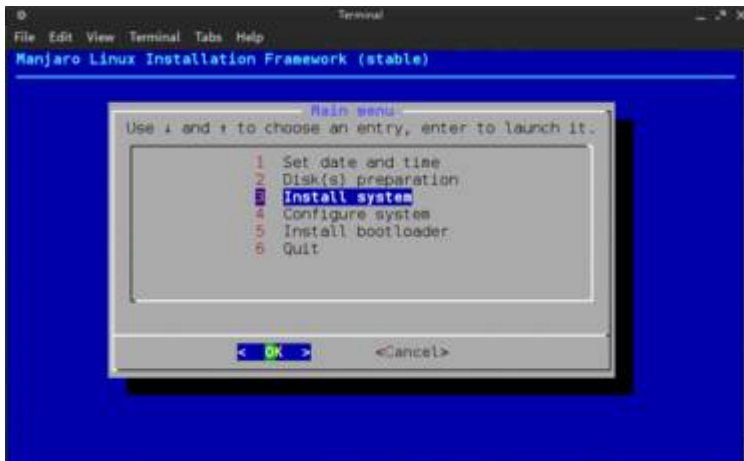 Terminal
File Edit View Terminal Tabs Help
Manjaro Linux Installation Framework (stable)
Main menu
Use ↓ and ↑ to choose an entry, enter to launch it.
1 Set date and time
2 Disk(s) preparation
3 Install system
4 Configure system
5 Install bootloader
6 Quit
< OK > <Cancel>